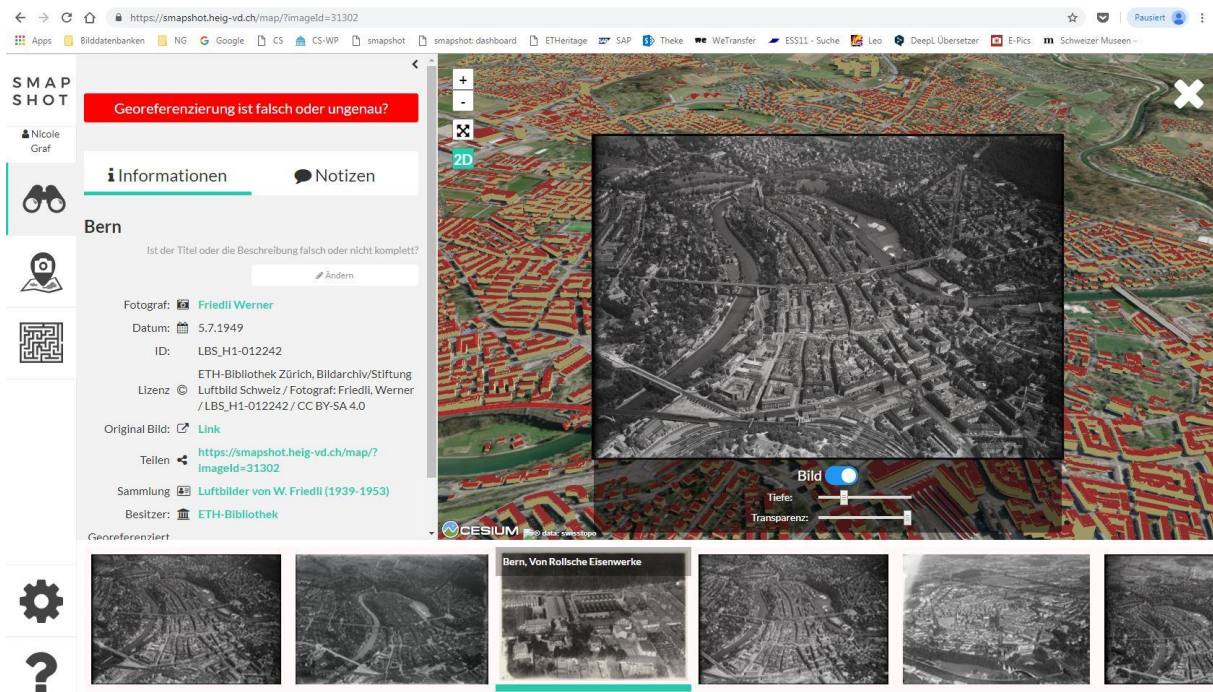 https://smapshot.heig-vd.ch/map/?imageId=31302
Pausiert
Apps Bilddatenbanken NG Google CS CS-WP smapshot smapshot: dashboard ETHeritage SAP Theke WeTransfer ESS11 - Suche Leo DeepL Übersetzer E-Pics Schweizer Museen –
SMAP
SHOT
Nicole
Graf
Georeferenzierung ist falsch oder ungenau?
Informationen
Notizen
Bern
Ist der Titel oder die Beschreibung falsch oder nicht komplett?
Ändern
Fotograf: Friedli Werner
Datum: 5.7.1949
ID: LBS_H1-012242
Lizenz © ETH-Bibliothek Zürich, Bildarchiv/Stiftung
Luftbild Schweiz / Fotograf: Friedli, Werner
/ LBS_H1-012242 / CC BY-SA 4.0
Original Bild: Link
Teilen https://smapshot.heig-vd.ch/map/?
imageId=31302
Sammlung Luftbilder von W. Friedli (1939-1953)
Besitzer: ETH-Bibliothek
Georeferenziert
+
-
2D
Bild
Tiefe:
Transparenz:
CESIUM © data: swisstopo
Bern, Von Rollsche Eisenwerke
?